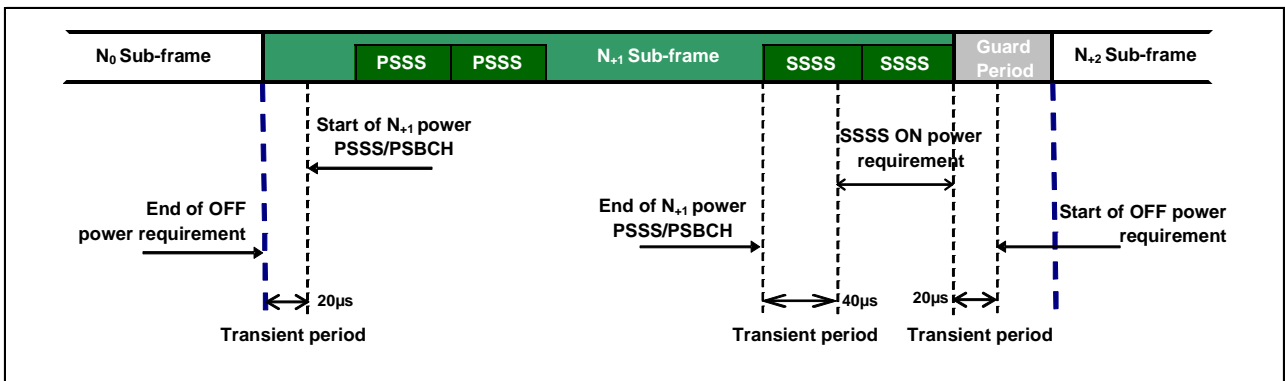 N₀ Sub-frame
PSSS
PSSS
N₊₁ Sub-frame
SSSS
SSSS
Guard
Period
N₊₂ Sub-frame
Start of N₊₁ power
PSSS/PSBCH
SSSS ON power
requirement
End of OFF
power requirement
End of N₊₁ power
PSSS/PSBCH
Start of OFF power
requirement
20µs
40µs
20µs
Transient period
Transient period
Transient period